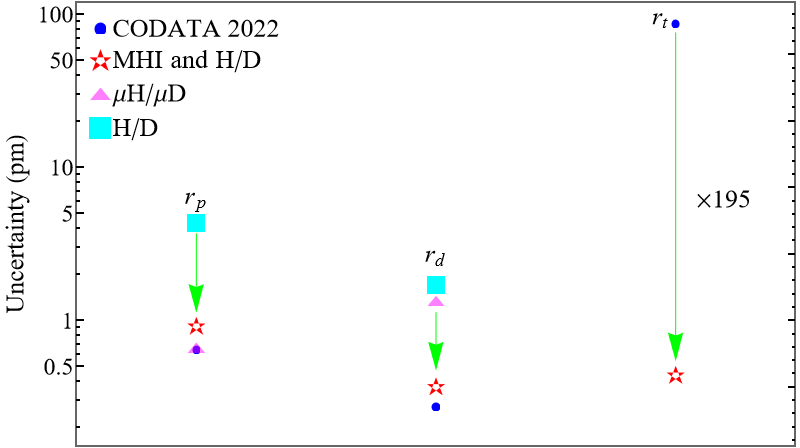 100
50
10
5
1
0.5
Uncertainty (pm)
CODATA 2022
MHI and H/D
μH/μD
H/D
r_p
r_d
r_t
×195